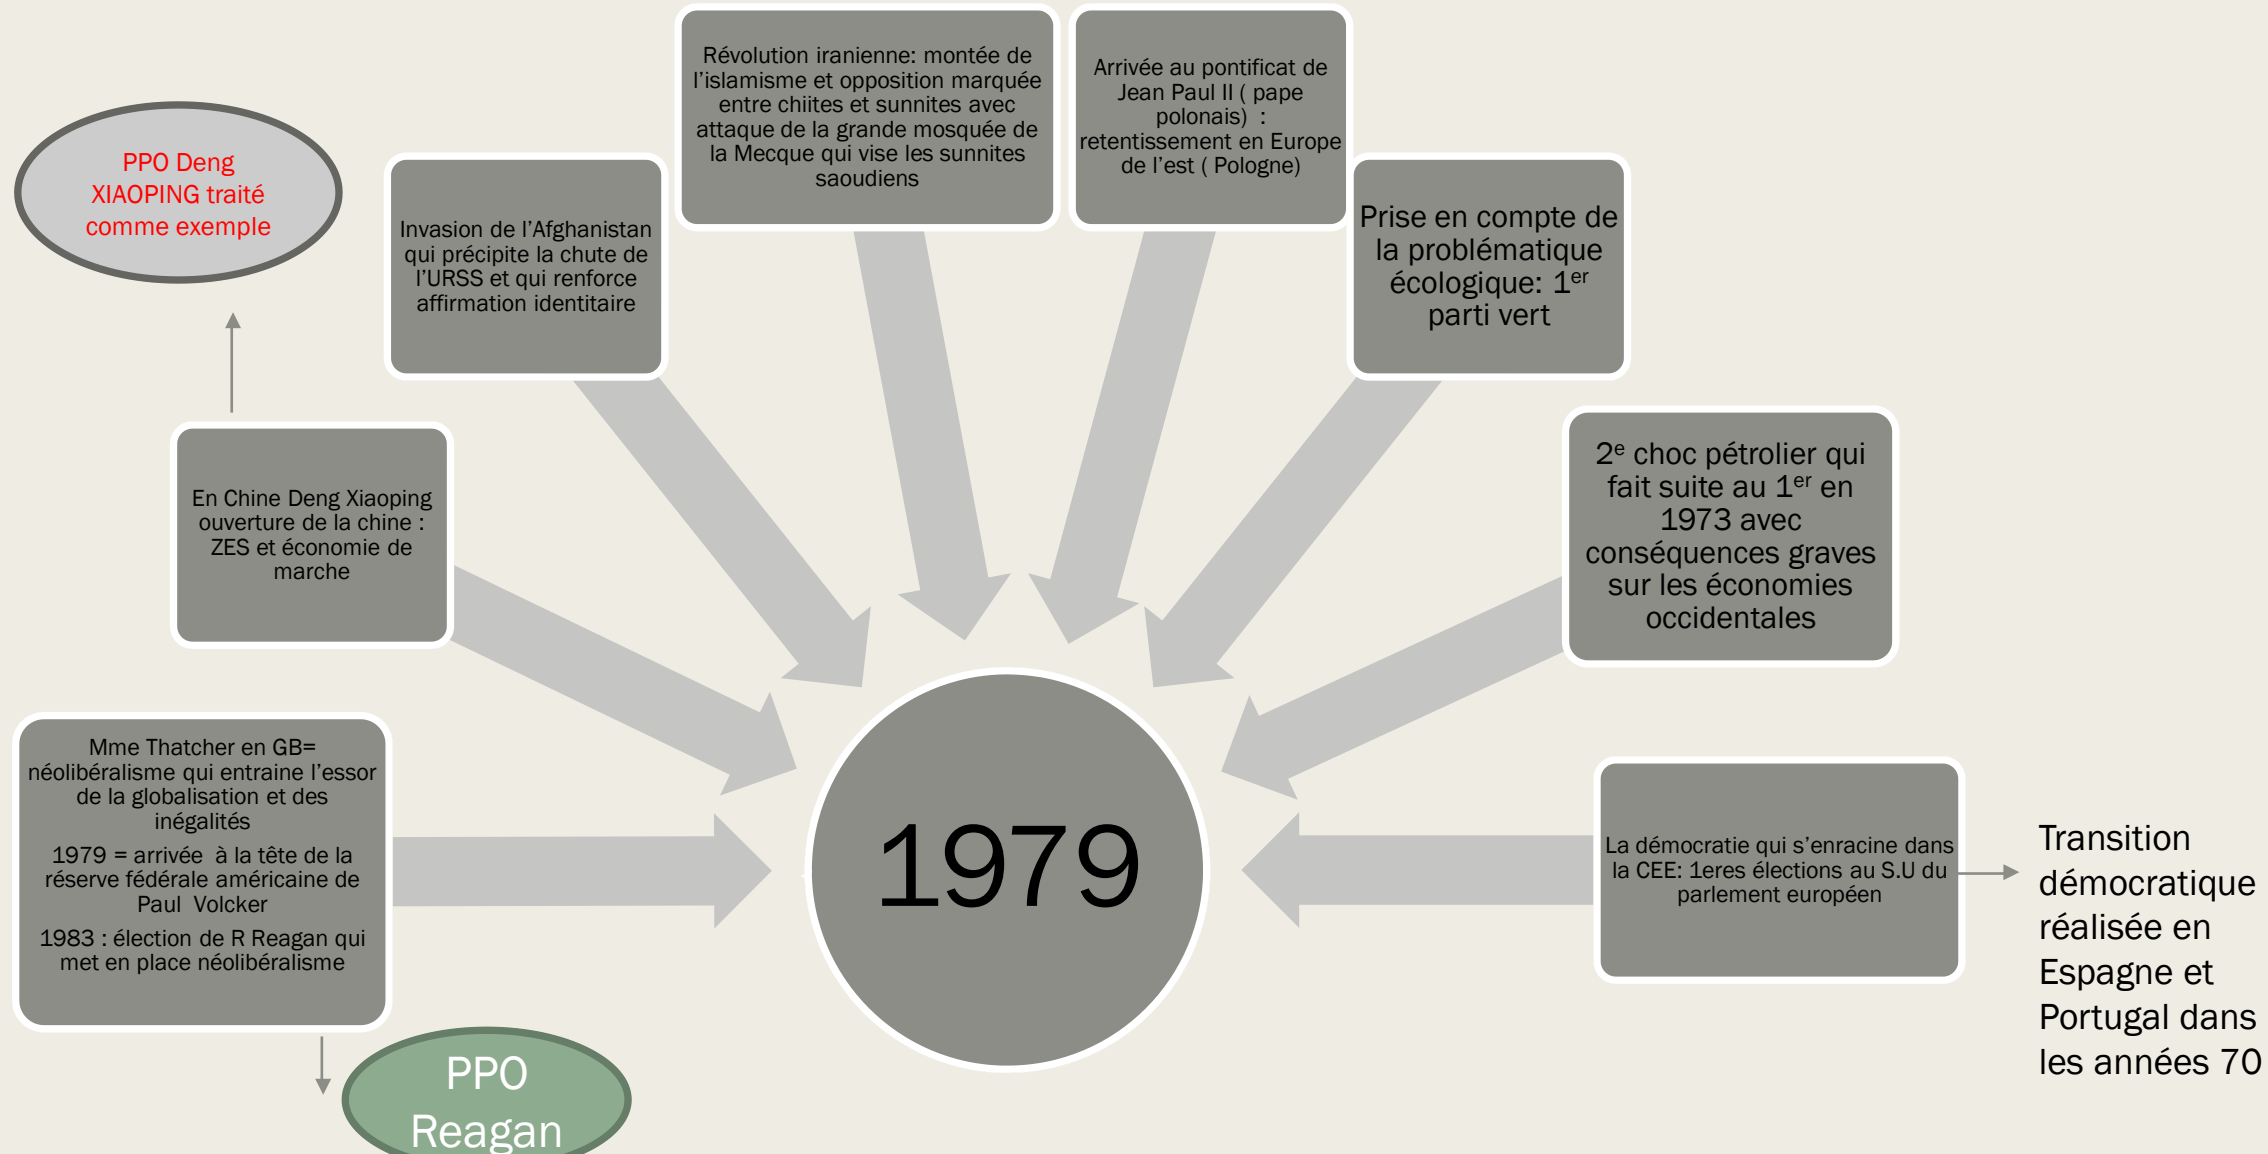 Révolution iranienne: montée de
l’islamisme et opposition marquée
entre chiites et sunnites avec
attaque de la grande mosquée de
la Mecque qui vise les sunnites
saoudiens
Arrivée au pontificat de
Jean Paul II ( pape
polonais)  :
retentissement en Europe
de l’est ( Pologne)
PPO Deng
XIAOPING traité
comme exemple
Invasion de l’Afghanistan
qui précipite la chute de
l’URSS et qui renforce
affirmation identitaire
Prise en compte de
la problématique
écologique: 1er
parti vert
En Chine Deng Xiaoping
ouverture de la chine :
ZES et économie de
marche
2e choc pétrolier qui
fait suite au 1er en
1973 avec
conséquences graves
sur les économies
occidentales
Mme Thatcher en GB=
néolibéralisme qui entraine l’essor
de la globalisation et des
inégalités
1979 = arrivée  à la tête de la
réserve fédérale américaine de
Paul  Volcker
1983 : élection de R Reagan qui
met en place néolibéralisme
1979
La démocratie qui s’enracine dans
la CEE: 1eres élections au S.U du
parlement européen
Transition
démocratique
réalisée en
Espagne et
Portugal dans
les années 70
PPO
Reagan